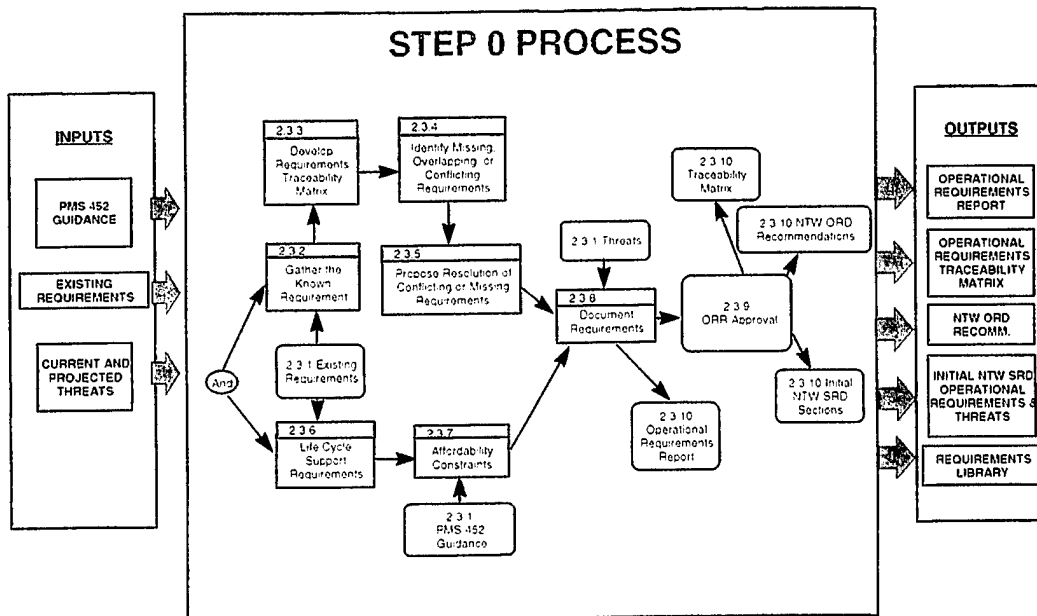 STEP 0 PROCESS
INPUTS
PMS 452
GUIDANCE
EXISTING
REQUIREMENTS
CURRENT AND
PROJECTED
THREATS
2.3.3
Develop
Requirements
Traceability
Matrix
2.3.4
Identify Missing,
Overlapping, or
Conflicting
Requirements
2.3.2
Gather the
Known
Requirement
2.3.5
Propose Resolution of
Conflicting or Missing
Requirements
And
2.3.1 Existing
Requirements
2.3.6
Life Cycle
Support
Requirements
2.3.7
Affordability
Constraints
2.3.1
PMS 452
Guidance
2.3.1 Threats
2.3.8
Document
Requirements
2.3.9
ORR Approval
2.3.10
Traceability
Matrix
2.3.10 NTW ORD
Recommendations
2.3.10 Initial
NTW SRD
Sections
2.3.10
Operational
Requirements
Report
OUTPUTS
OPERATIONAL
REQUIREMENTS
REPORT
OPERATIONAL
REQUIREMENTS
TRACEABILITY
MATRIX
NTW ORD
RECOMM.
INITIAL NTW SRD
OPERATIONAL
REQUIREMENTS &
THREATS
REQUIREMENTS
LIBRARY